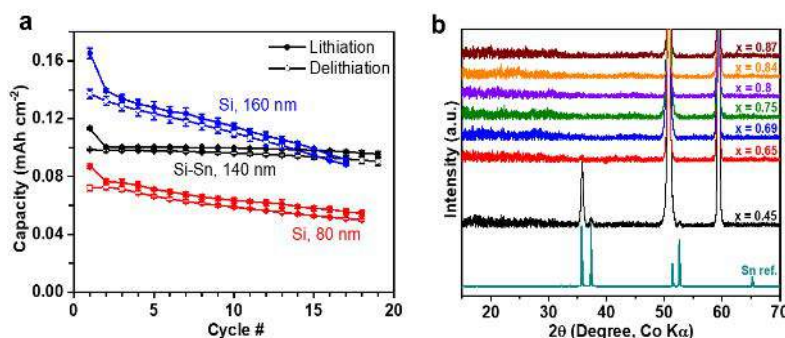 a
Capacity (mAh cm⁻²)
0.16
0.12
0.08
0.04
0.00
Lithiation
Delithiation
Si, 160 nm
Si-Sn, 140 nm
Si, 80 nm
0 5 10 15 20
Cycle #
b
Intensity (a.u.)
x = 0.87
x = 0.84
x = 0.8
x = 0.75
x = 0.69
x = 0.65
x = 0.45
Sn ref.
20 30 40 50 60 70
2θ (Degree, Co Kα)